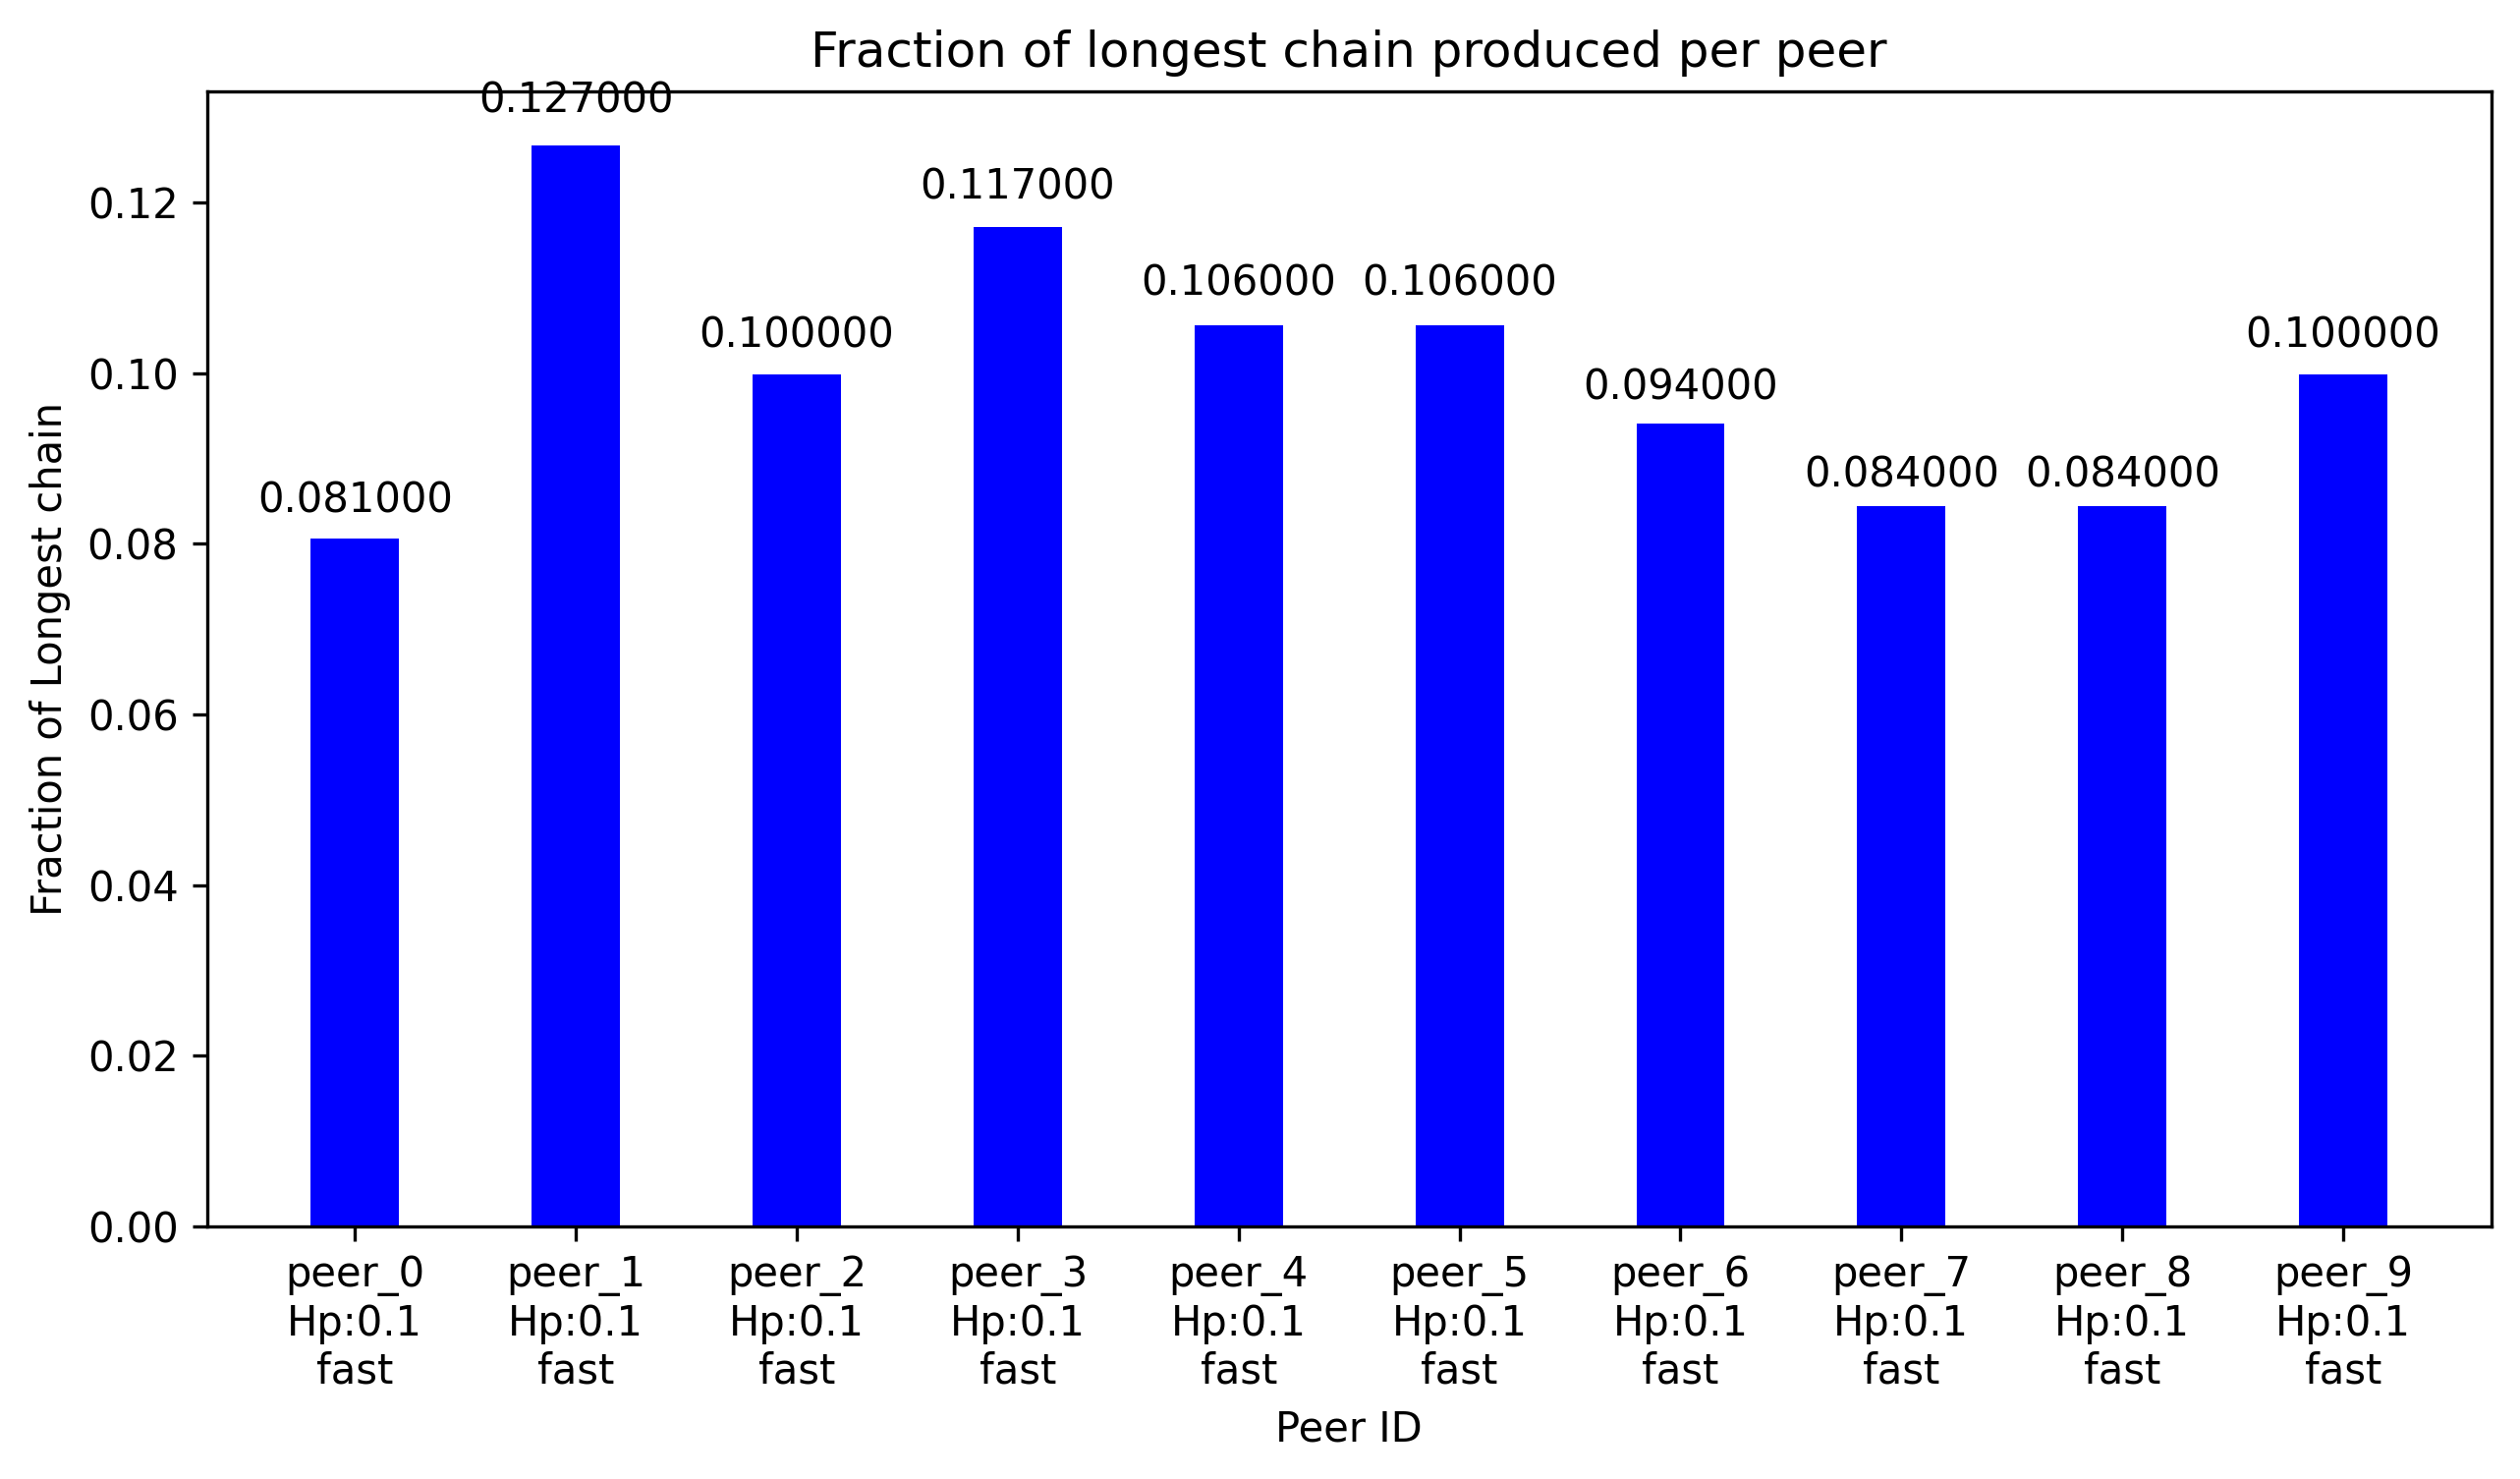 Fraction of longest chain produced per peer
Fraction of Longest chain
0.12
0.10
0.08
0.06
0.04
0.02
0.00
0.081000
0.127000
0.100000
0.117000
0.106000
0.106000
0.094000
0.084000
0.084000
0.100000
peer_0
Hp:0.1
fast
peer_1
Hp:0.1
fast
peer_2
Hp:0.1
fast
peer_3
Hp:0.1
fast
peer_4
Hp:0.1
fast
peer_5
Hp:0.1
fast
peer_6
Hp:0.1
fast
peer_7
Hp:0.1
fast
peer_8
Hp:0.1
fast
peer_9
Hp:0.1
fast
Peer ID